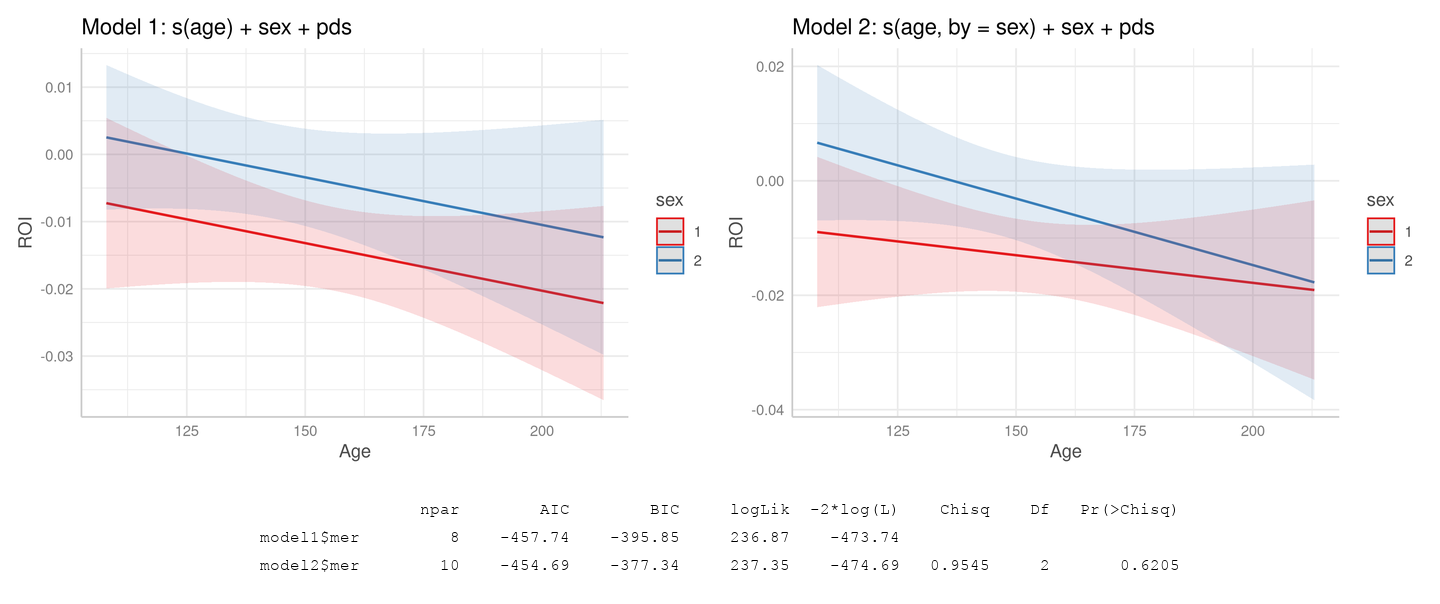 Model 1: s(age) + sex + pds
0.01
0.00
-0.01
-0.02
-0.03
ROI
125 150 175 200
Age
sex
1
2
Model 2: s(age, by = sex) + sex + pds
0.02
0.00
-0.02
-0.04
ROI
125 150 175 200
Age
sex
1
2
npar AIC BIC logLik -2*log(L) Chisq Df Pr(>Chisq)
model1$mer 8 -457.74 -395.85 236.87 -473.74
model2$mer 10 -454.69 -377.34 237.35 -474.69 0.9545 2 0.6205